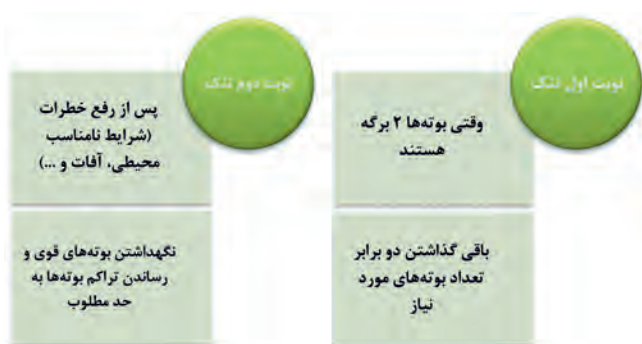 نوبت اول تنک
وقتی بوته‌ها ۲ برگه
هستند
باقی گذاشتن دو برابر
تعداد بوته‌های مورد
نیاز
نوبت دوم تنک
پس از رفع خطرات
(شرایط نامناسب
محیطی، آفات و ...)
نگهداشتن بوته‌های قوی و
رساندن تراکم بوته‌ها به
حد مطلوب